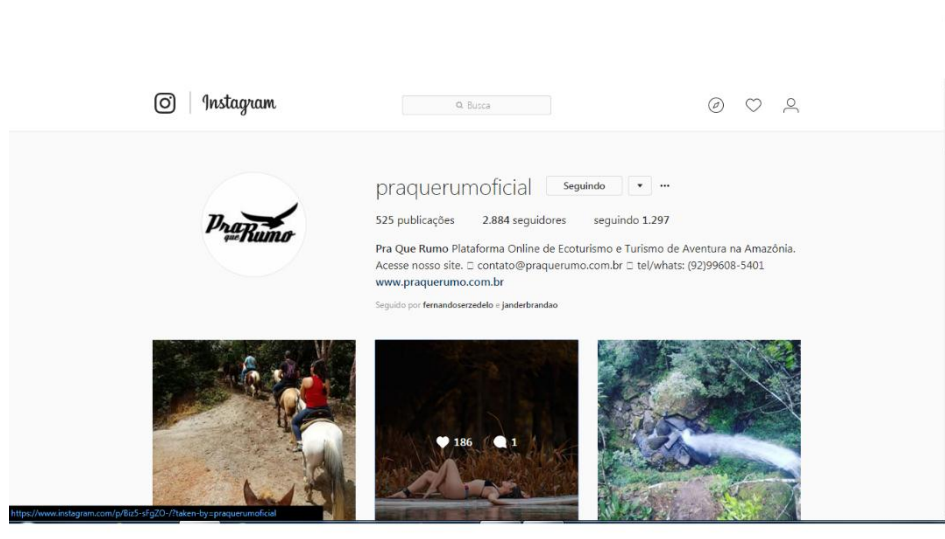 Instagram
Busca
praquerumoficial Seguindo
525 publicações 2.884 seguidores seguindo 1.297
Pra Que Rumo Plataforma Online de Ecoturismo e Turismo de Aventura na Amazônia.
Acesse nosso site. contato@praquerumo.com.br tel/whats: (92)99608-5401
www.praquerumo.com.br
Seguido por fernandoserzedelo e janderbrandao
Pra
que Rumo
186 1
https://www.instagram.com/p/Biz5-sFgZO-/?taken-by=praquerumoficial